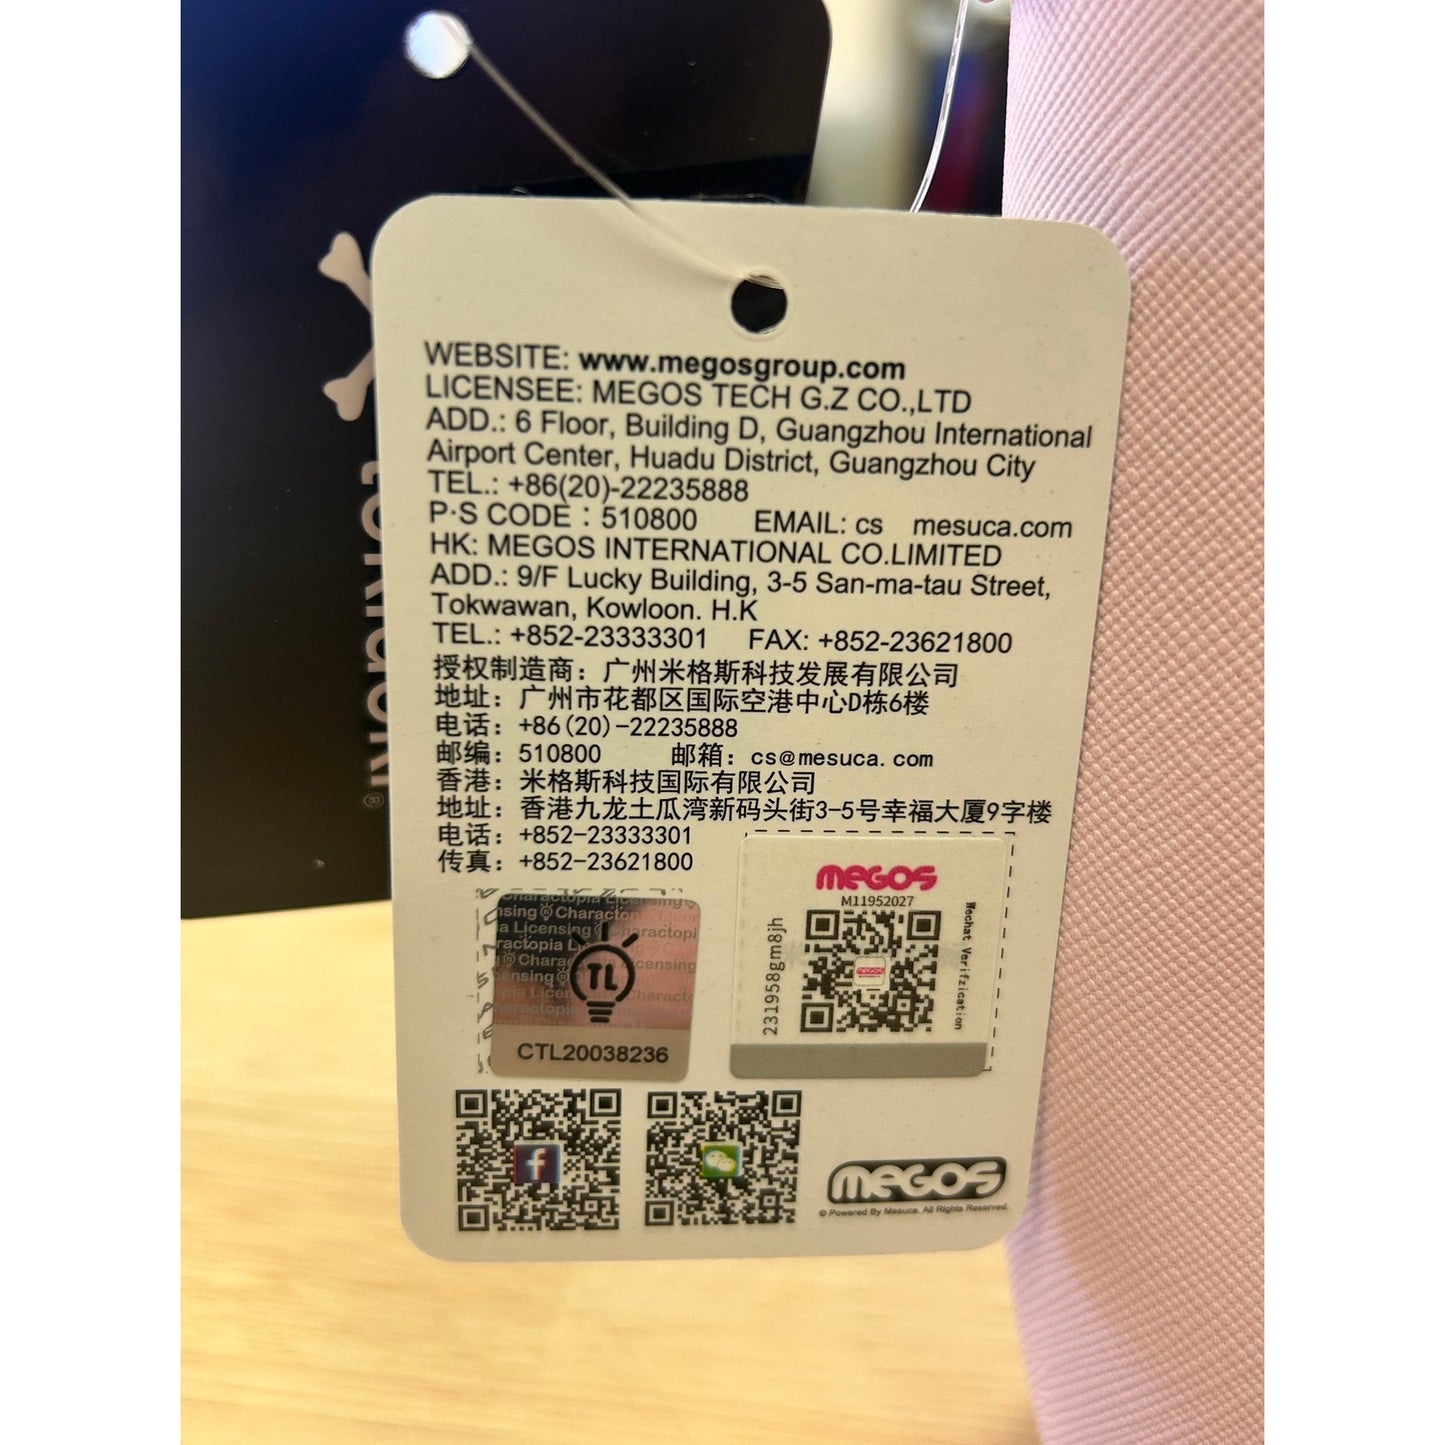 WEBSITE: www.megosgroup.com
LICENSEE: MEGOS TECH G.Z CO.,LTD
ADD.: 6 Floor, Building D, Guangzhou International
Airport Center, Huadu District, Guangzhou City
TEL.: +86(20)-22235888
P·S CODE：510800 EMAIL: cs mesuca.com
HK: MEGOS INTERNATIONAL CO.LIMITED
ADD.: 9/F Lucky Building, 3-5 San-ma-tau Street,
Tokwawan, Kowloon. H.K
TEL.: +852-23333301 FAX: +852-23621800
授权制造商：广州米格斯科技发展有限公司
地址：广州市花都区国际空港中心D栋6楼
电话：+86(20)-22235888
邮编：510800 邮箱：cs@mesuca.com
香港：米格斯科技国际有限公司
地址：香港九龙土瓜湾新码头街3-5号幸福大厦9字楼
电话：+852-23333301
传真：+852-23621800
Charactopia Licensing
TL
CTL20038236
MEGOS
M11952027
231958gm8jh
Wechat Verifzication
f
MEGOS
© Powered By Mesuca. All Rights Reserved.
tokidoki®